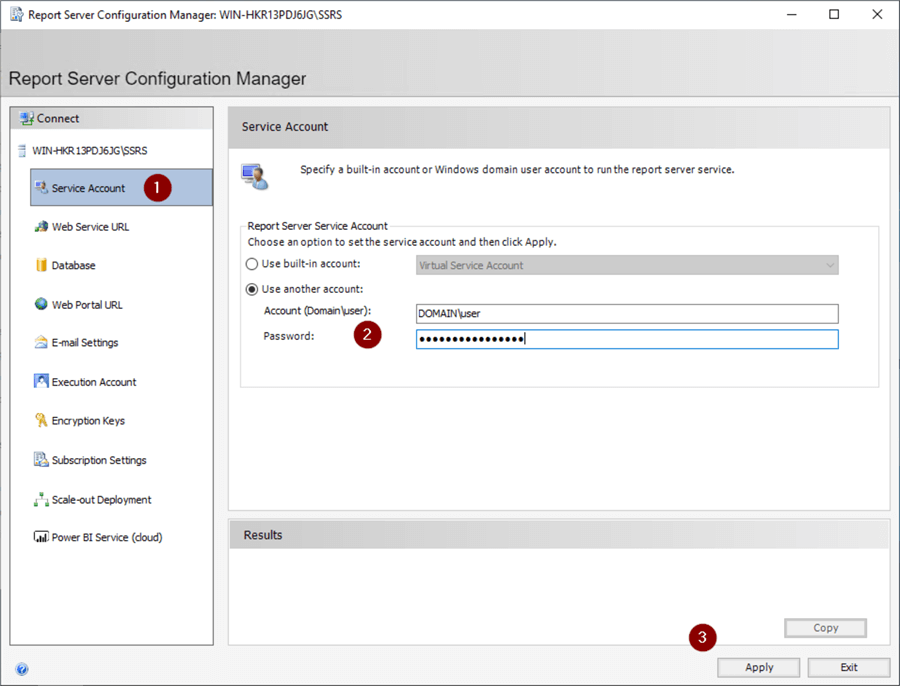 Report Server Configuration Manager: WIN-HKR13PDJ6JG\SSRS
Report Server Configuration Manager
Connect
WIN-HKR13PDJ6JG\SSRS
Service Account 1
Web Service URL
Database
Web Portal URL
E-mail Settings
Execution Account
Encryption Keys
Subscription Settings
Scale-out Deployment
Power BI Service (cloud)
Service Account
Specify a built-in account or Windows domain user account to run the report server service.
Report Server Service Account
Choose an option to set the service account and then click Apply.
Use built-in account: Virtual Service Account
Use another account:
Account (Domain\user): DOMAIN\user
Password: 2 ••••••••••••••••
Results
Copy
3
Apply Exit